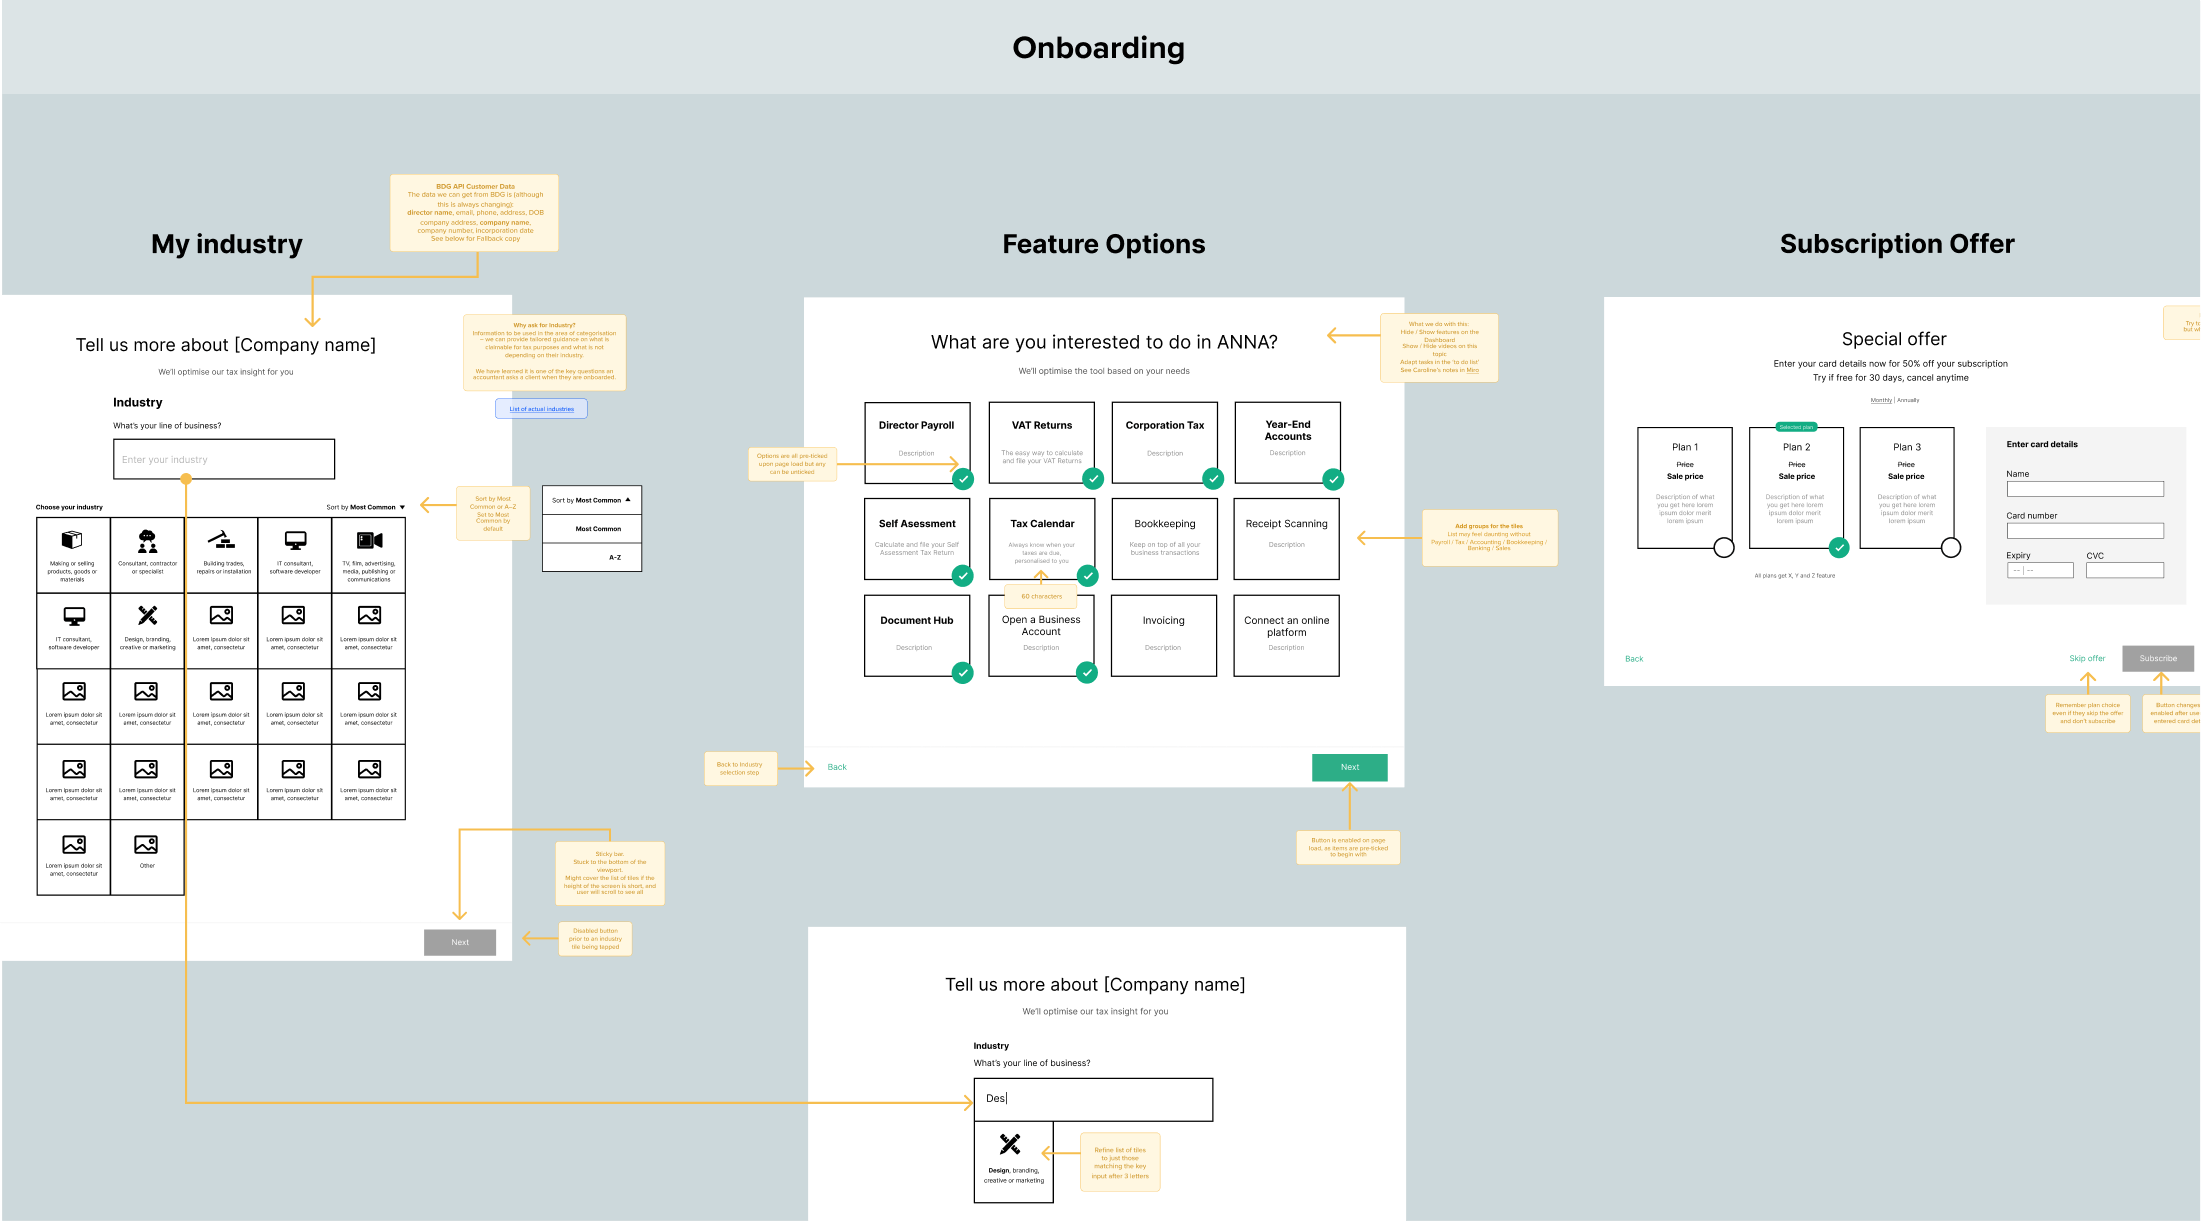 Onboarding
My industry
BDG API Customer Data
The data we can get from BDG is (although
this is always changing):
director name, email, phone, address, DOB
company address, company name,
company number, incorporation date
See below for Fallback copy
Tell us more about [Company name]
We'll optimise our tax insight for you
Industry
What's your line of business?
Enter your industry
Why ask for Industry?
Information to be used in the area of categorisation
– we can provide tailored guidance on what is
claimable for tax purposes and what is not
depending on their industry.
We have learned it is one of the key questions an
accountant asks a client when they are onboarded.
List of actual industries
Choose your industry
Sort by Most Common
Sort by Most
Common or A–Z
Set to Most
Common by
default
Sort by Most Common
Most Common
A-Z
Making or selling
products, goods or
materials
Consultant, contractor
or specialist
Building trades,
repairs or installation
IT consultant,
software developer
TV, film, advertising,
media, publishing or
communications
IT consultant,
software developer
Design, branding,
creative or marketing
Lorem ipsum dolor sit
amet, consectetur
Lorem ipsum dolor sit
amet, consectetur
Lorem ipsum dolor sit
amet, consectetur
Lorem ipsum dolor sit
amet, consectetur
Lorem ipsum dolor sit
amet, consectetur
Lorem ipsum dolor sit
amet, consectetur
Lorem ipsum dolor sit
amet, consectetur
Lorem ipsum dolor sit
amet, consectetur
Lorem ipsum dolor sit
amet, consectetur
Lorem ipsum dolor sit
amet, consectetur
Lorem ipsum dolor sit
amet, consectetur
Lorem ipsum dolor sit
amet, consectetur
Lorem ipsum dolor sit
amet, consectetur
Lorem ipsum dolor sit
amet, consectetur
Other
Sticky bar.
Stuck to the bottom of the
viewport.
Might cover the list of tiles if the
height of the screen is short, and
user will scroll to see all
Next
Disabled button
prior to an industry
tile being tapped
Feature Options
What are you interested to do in ANNA?
We'll optimise the tool based on your needs
What we do with this:
Hide / Show features on the
Dashboard
Show / Hide videos on this
topic
Adapt tasks in the 'to do list'
See Caroline's notes in Miro
Options are all pre-ticked
upon page load but any
can be unticked
Director Payroll
Description
VAT Returns
The easy way to calculate
and file your VAT Returns
Corporation Tax
Description
Year-End
Accounts
Description
Self Asessment
Calculate and file your Self
Assessment Tax Return
Tax Calendar
Always know when your
taxes are due,
personalised to you
60 characters
Bookkeeping
Keep on top of all your
business transactions
Receipt Scanning
Description
Add groups for the tiles
List may feel daunting without
Payroll / Tax / Accounting / Bookkeeping /
Banking / Sales
Document Hub
Description
Open a Business
Account
Description
Invoicing
Description
Connect an online
platform
Description
Back to Industry
selection step
Back
Next
Button is enabled on page
load, as items are pre-ticked
to begin with
Tell us more about [Company name]
We'll optimise our tax insight for you
Industry
What's your line of business?
Des
Design, branding,
creative or marketing
Refine list of tiles
to just those
matching the key
input after 3 letters
Subscription Offer
Special offer
Enter your card details now for 50% off your subscription
Try if free for 30 days, cancel anytime
Monthly | Annually
Try
but
Plan 1
Price
Sale price
Description of what
you get here lorem
ipsum dolor merit
lorem ipsum
Selected plan
Plan 2
Price
Sale price
Description of what
you get here lorem
ipsum dolor merit
lorem ipsum
Plan 3
Price
Sale price
Description of what
you get here lorem
ipsum dolor merit
lorem ipsum
All plans get X, Y and Z feature
Enter card details
Name
Card number
Expiry
CVC
-- | --
Back
Skip offer
Subscribe
Remember plan choice
even if they skip the offer
and don't subscribe
Button changes
enabled after use
entered card det